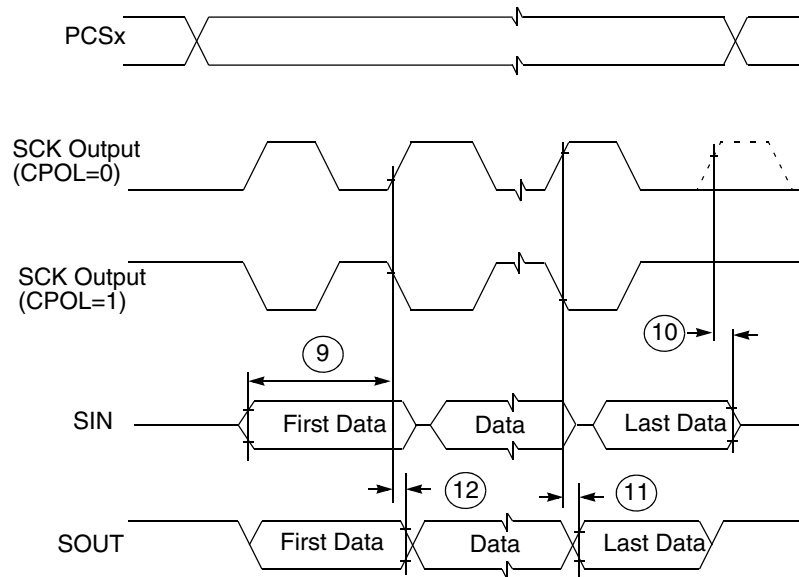 PCSx
SCK Output
(CPOL=0)
SCK Output
(CPOL=1)
10
9
SIN
First Data
Data
Last Data
12
11
SOUT
First Data
Data
Last Data